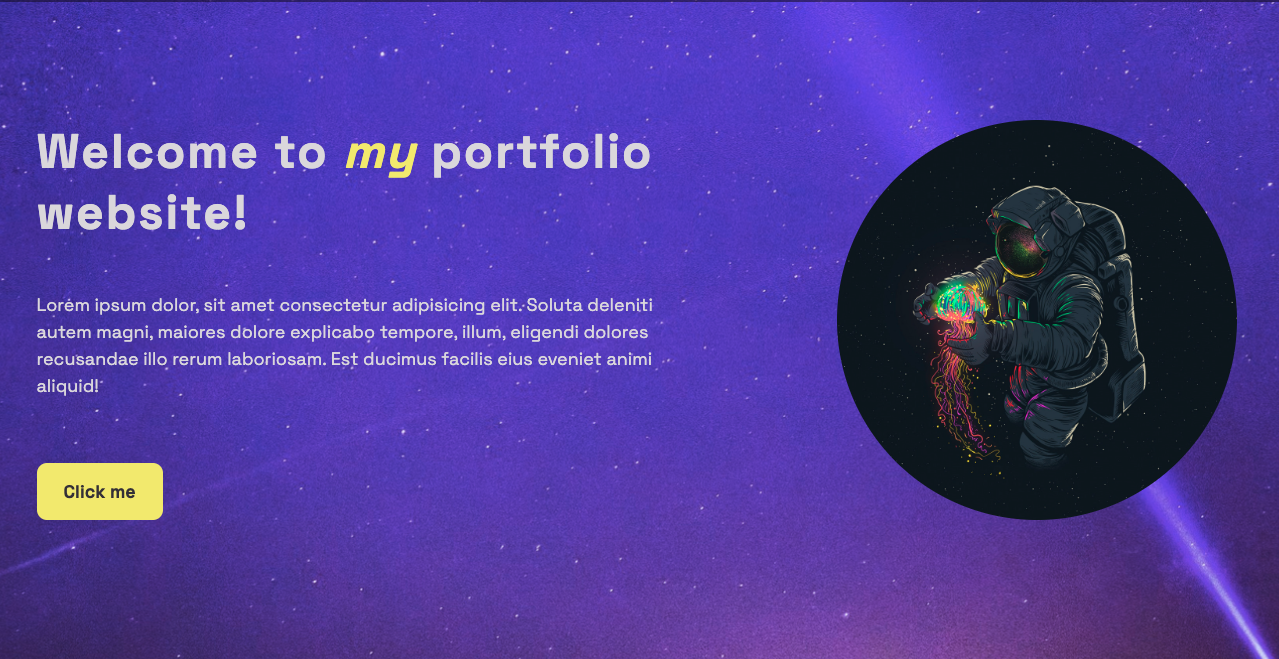 Welcome to my portfolio
website!
Lorem ipsum dolor, sit amet consectetur adipisicing elit. Soluta deleniti
autem magni, maiores dolore explicabo tempore, illum, eligendi dolores
recusandae illo rerum laboriosam. Est ducimus facilis eius eveniet animi
aliquid!
Click me